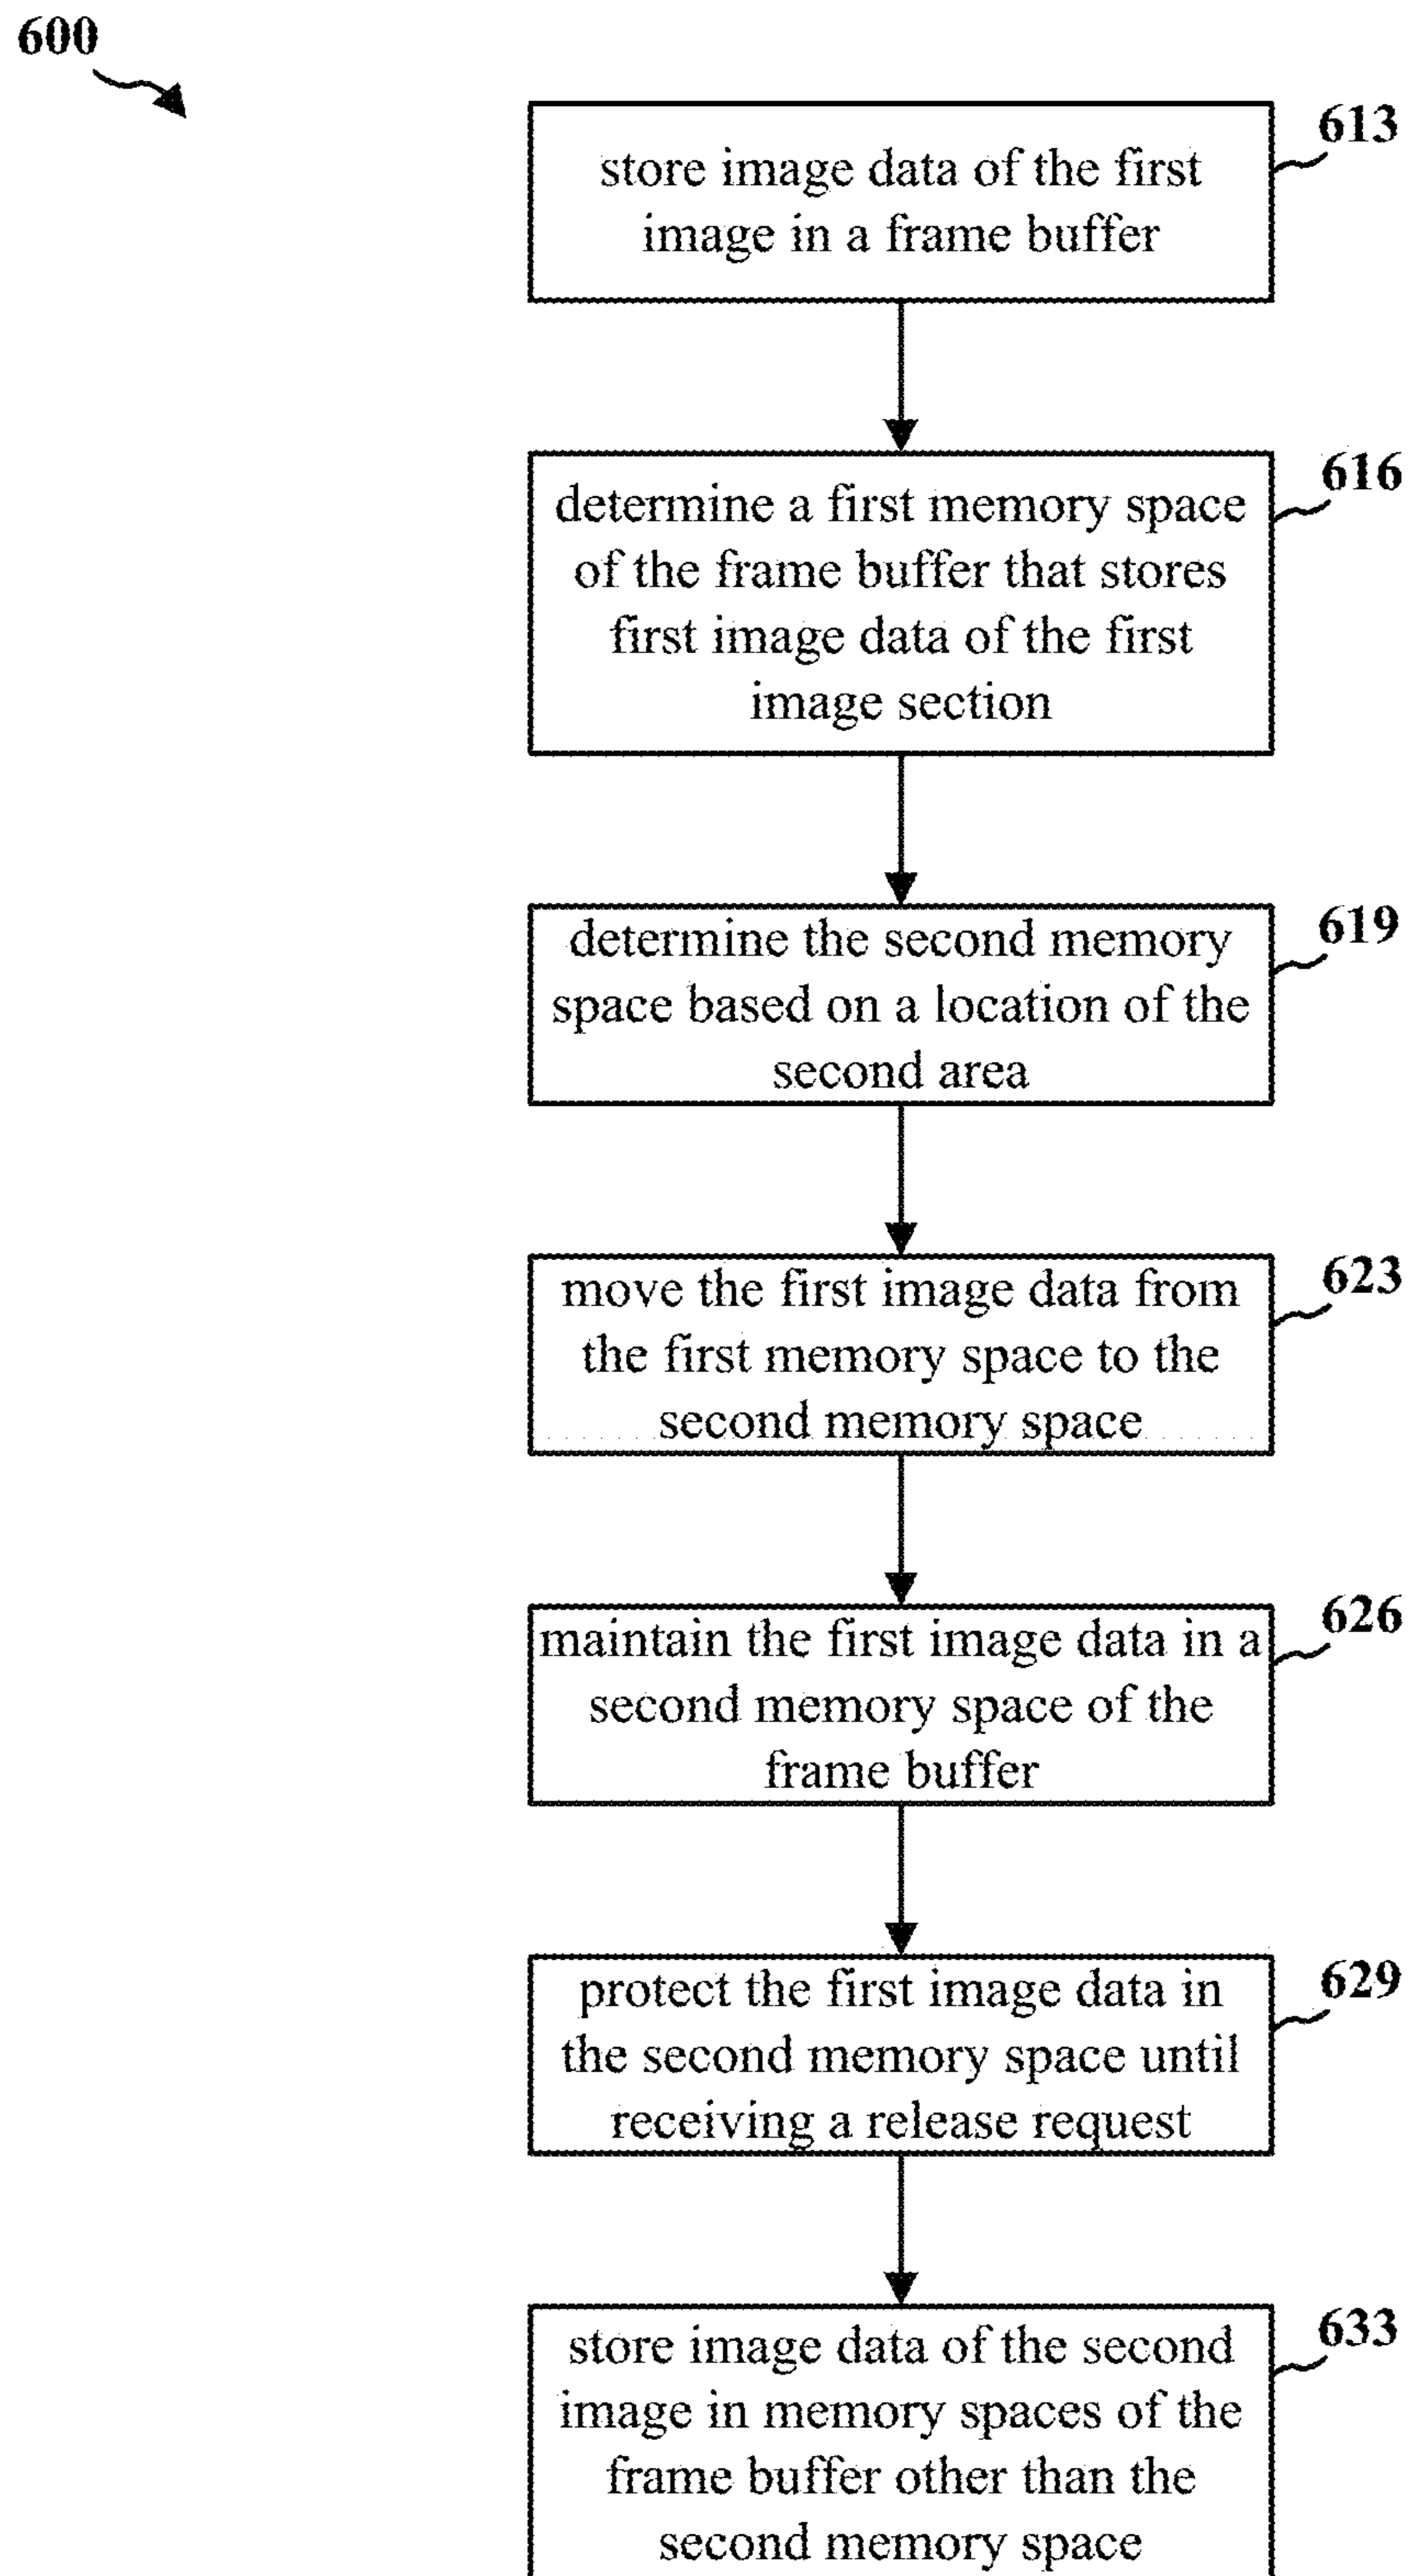 600
613
store image data of the first
image in a frame buffer
616
determine a first memory space
of the frame buffer that stores
first image data of the first
image section
619
determine the second memory
space based on a location of the
second area
623
move the first image data from
the first memory space to the
second memory space
626
maintain the first image data in a
second memory space of the
frame buffer
629
protect the first image data in
the second memory space until
receiving a release request
633
store image data of the second
image in memory spaces of the
frame buffer other than the
second memory space